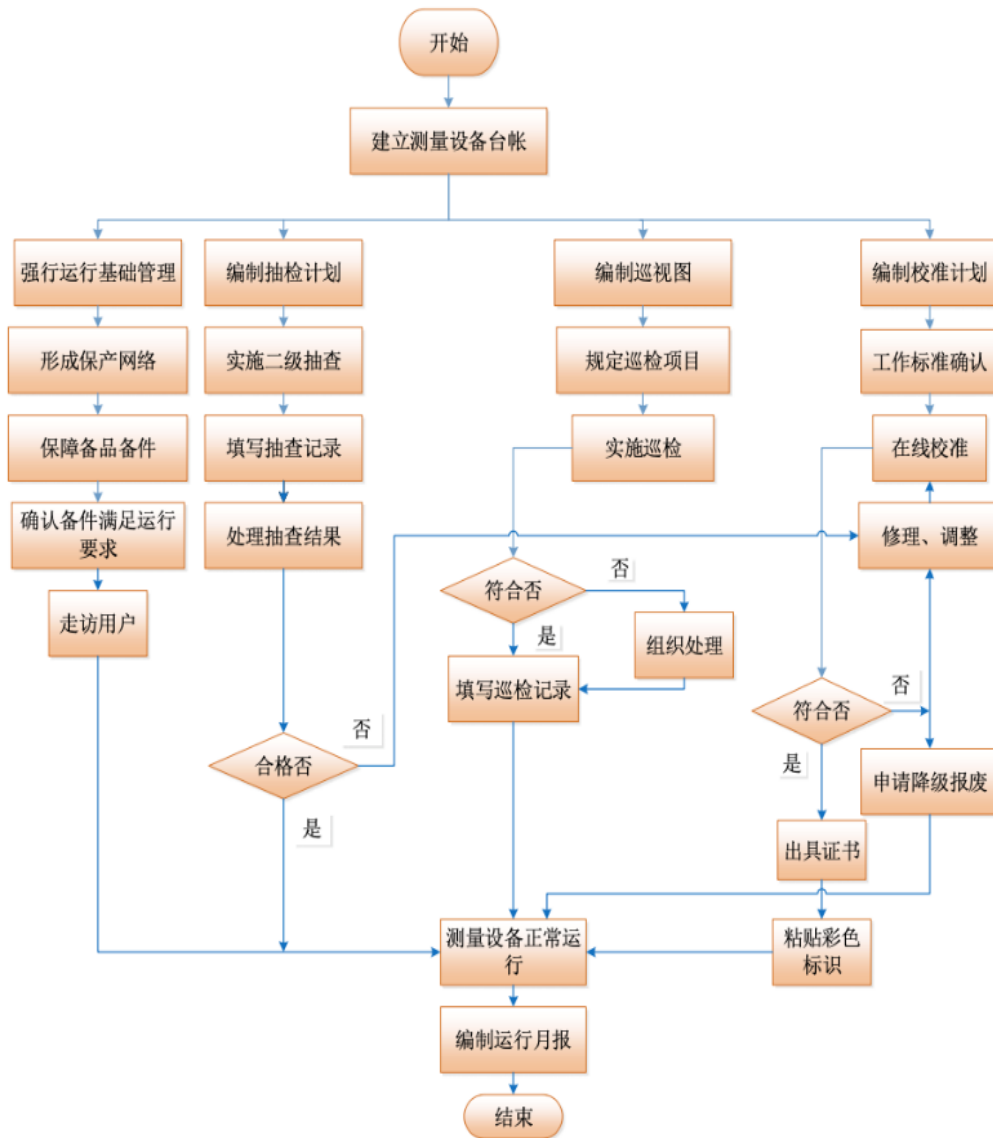 开始
建立测量设备台帐
强行运行基础管理
编制抽检计划
编制巡视图
编制校准计划
形成保产网络
实施二级抽查
规定巡检项目
工作标准确认
保障备品备件
填写抽查记录
实施巡检
在线校准
确认备件满足运行
要求
处理抽查结果
修理、调整
符合否
否
走访用户
是
组织处理
填写巡检记录
符合否
否
否
合格否
是
申请降级报废
是
出具证书
测量设备正常运
行
粘贴彩色
标识
编制运行月报
结束